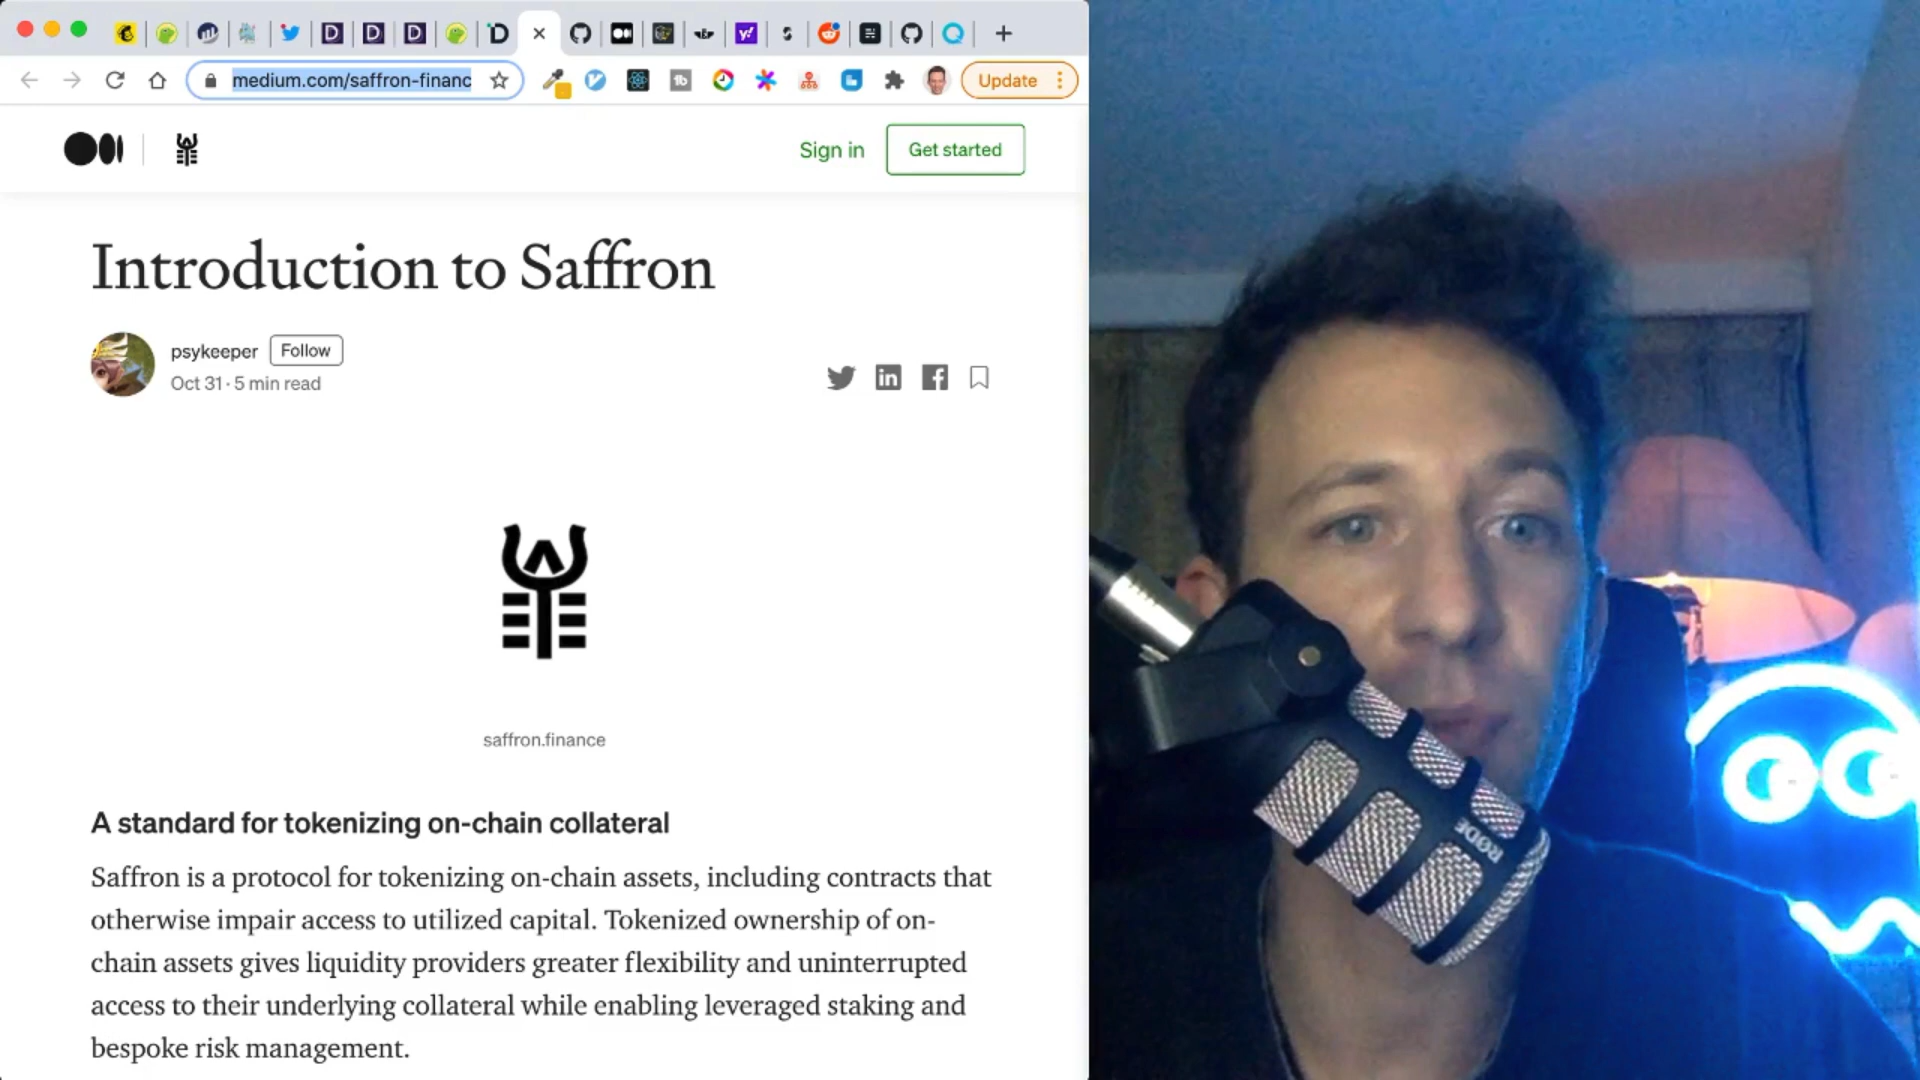 medium.com/saffron-financ
Update
Sign in
Get started
Introduction to Saffron
psykeeper
Follow
Oct 31 · 5 min read
saffron.finance
A standard for tokenizing on-chain collateral
Saffron is a protocol for tokenizing on-chain assets, including contracts that
otherwise impair access to utilized capital. Tokenized ownership of on-
chain assets gives liquidity providers greater flexibility and uninterrupted
access to their underlying collateral while enabling leveraged staking and
bespoke risk management.
RØDE